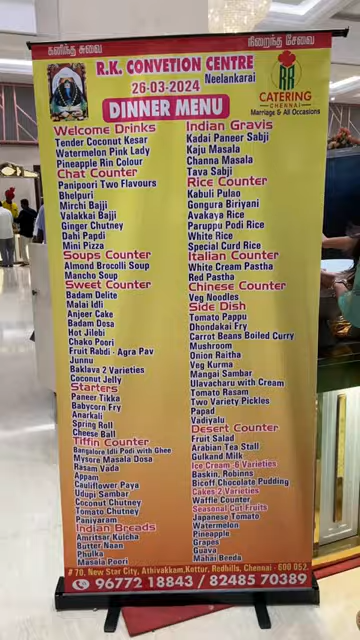 கனிந்த சுவை
நிறைந்த சேவை
R.K. CONVETION CENTRE
Neelankarai
26-03-2024
DINNER MENU
RR
CATERING
CHENNAI
Marriage & All Occasions
Welcome Drinks
Tender Coconut Kesar
Watermelon Pink Lady
Pineapple Rin Colour
Chat Counter
Panipoori Two Flavours
Bhelpuri
Mirchi Bajji
Valakkai Bajji
Ginger Chutney
Dahi Papdi
Mini Pizza
Soups Counter
Almond Brocolli Soup
Mancho Soup
Sweet Counter
Badam Delite
Malai Idli
Anjeer Cake
Badam Dosa
Hot Jilebi
Chako Poori
Fruit Rabdi - Agra Pav
Junnu
Baklava 2 Varieties
Coconut Jelly
Starters
Paneer Tikka
Babycorn Fry
Anarkali
Spring Roll
Cheese Ball
Tiffin Counter
Bangalore Idli Podi with Ghee
Mysore Masala Dosa
Rasam Vada
Appam
Cauliflower Paya
Udupi Sambar
Coconut Chutney
Tomato Chutney
Paniyaram
Indian Breads
Amritsar Kulcha
Butter Naan
Phulka
Masala Poori
Indian Gravis
Kadai Paneer Sabji
Kaju Masala
Channa Masala
Tava Sabji
Rice Counter
Kabuli Pulao
Gongura Biriyani
Avakaya Rice
Paruppu Podi Rice
White Rice
Special Curd Rice
Italian Counter
White Cream Pastha
Red Pastha
Chinese Counter
Veg Noodles
Side Dish
Tomato Pappu
Dhondakai Fry
Carrot Beans Boiled Curry
Mushroom
Onion Raitha
Veg Kurma
Mangai Sambar
Ulavacharu with Cream
Tomato Rasam
Two Variety Pickles
Papad
Vadiyalu
Desert Counter
Fruit Salad
Arabian Tea Stall
Gulkand Milk
Ice Cream-6 Varieties
Baskin, Robinns
Bicoff Chocolate Pudding
Cakes 2 Varieties
Waffle Counter
Seasonal Cut Fruits
Japanese Tomato
Watermelon
Pineapple
Grapes
Guava
Mahai Beeda
# 70, New Star City, Athivakkam,Kottur, Redhills, Chennai - 600 052.
96772 18843 / 82485 70389